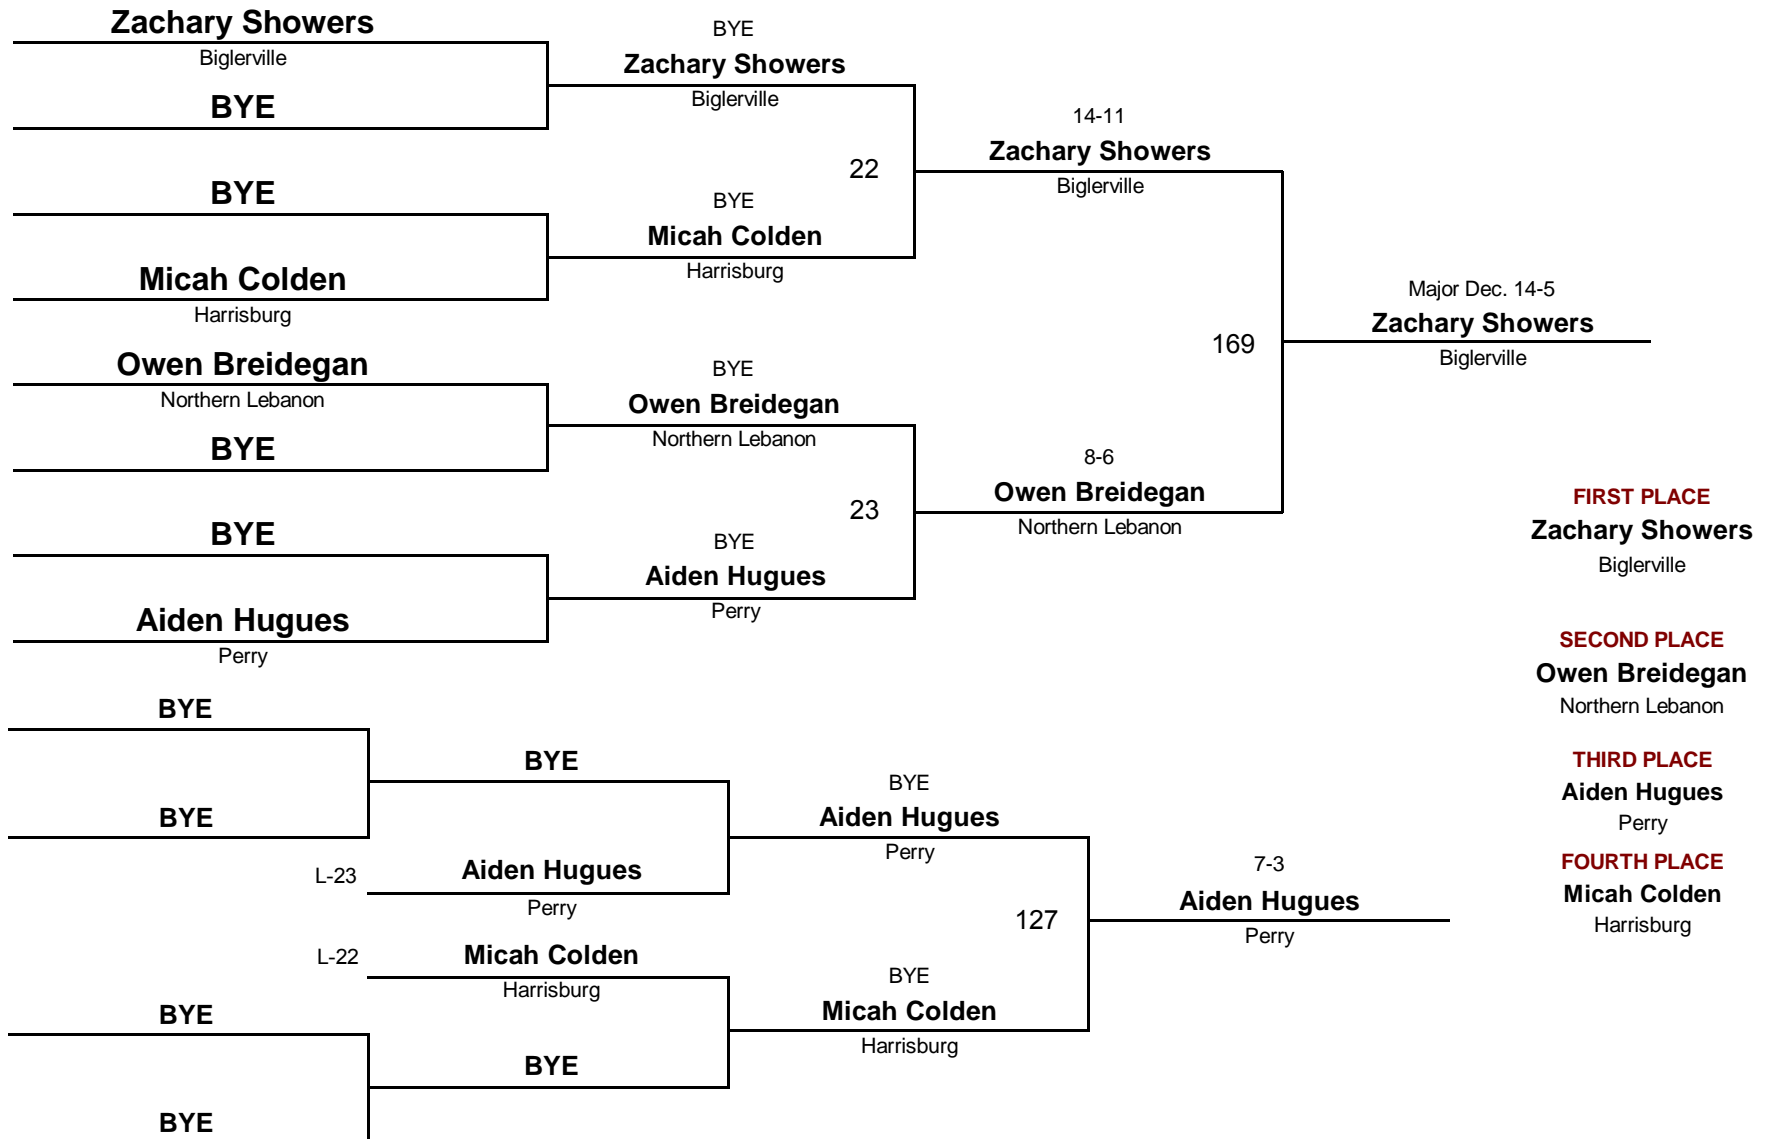 Zachary Showers
Biglerville
BYE
BYE
Micah Colden
Harrisburg
Owen Breidegan
Northern Lebanon
BYE
BYE
Aiden Hugues
Perry
BYE
Zachary Showers
Biglerville
22
BYE
Micah Colden
Harrisburg
BYE
Owen Breidegan
Northern Lebanon
23
BYE
Aiden Hugues
Perry
14-11
Zachary Showers
Biglerville
169
8-6
Owen Breidegan
Northern Lebanon
Major Dec. 14-5
Zachary Showers
Biglerville
FIRST PLACE
Zachary Showers
Biglerville
SECOND PLACE
Owen Breidegan
Northern Lebanon
THIRD PLACE
Aiden Hugues
Perry
FOURTH PLACE
Micah Colden
Harrisburg
BYE
BYE
BYE
L-23
Aiden Hugues
Perry
L-22
Micah Colden
Harrisburg
BYE
BYE
BYE
BYE
Aiden Hugues
Perry
127
BYE
Micah Colden
Harrisburg
7-3
Aiden Hugues
Perry